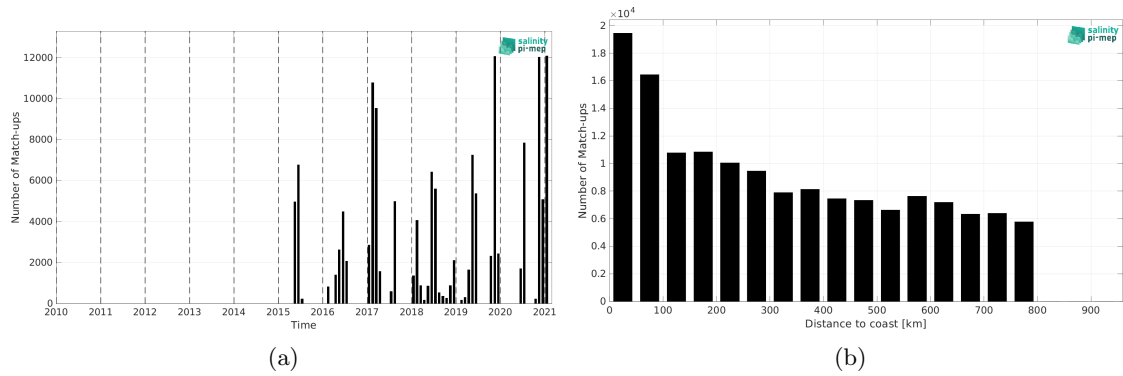 12000
10000
8000
6000
4000
2000
0
Number of Match-ups
2010 2011 2012 2013 2014 2015 2016 2017 2018 2019 2020 2021
Time
salinity
pi-mep
(a)
×10⁴
2
1.8
1.6
1.4
1.2
1
0.8
0.6
0.4
0.2
0
Number of Match-ups
0 100 200 300 400 500 600 700 800 900
Distance to coast [km]
salinity
pi-mep
(b)